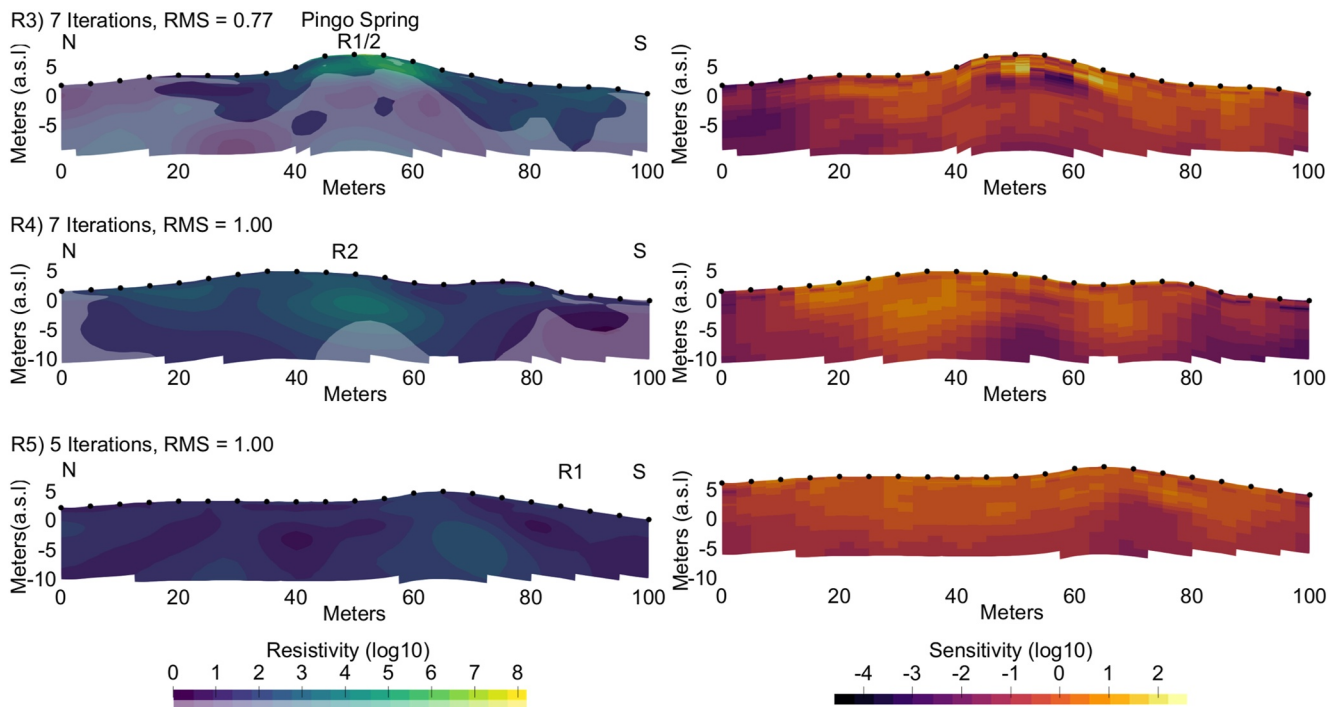 R3) 7 Iterations, RMS = 0.77 Pingo Spring
N R1/2 S
Meters (a.s.l)
5
0
-5
0 20 40 60 80 100
Meters
Meters (a.s.l)
5
0
-5
0 20 40 60 80 100
Meters
R4) 7 Iterations, RMS = 1.00
N R2 S
Meters (a.s.l)
5
0
-5
-10
0 20 40 60 80 100
Meters
Meters (a.s.l)
5
0
-5
-10
0 20 40 60 80 100
Meters
R5) 5 Iterations, RMS = 1.00
N R1 S
Meters(a.s.l)
5
0
-5
-10
0 20 40 60 80 100
Meters
Meters (a.s.l)
5
0
-5
-10
0 20 40 60 80 100
Meters
Resistivity (log10)
0 1 2 3 4 5 6 7 8
Sensitivity (log10)
-4 -3 -2 -1 0 1 2